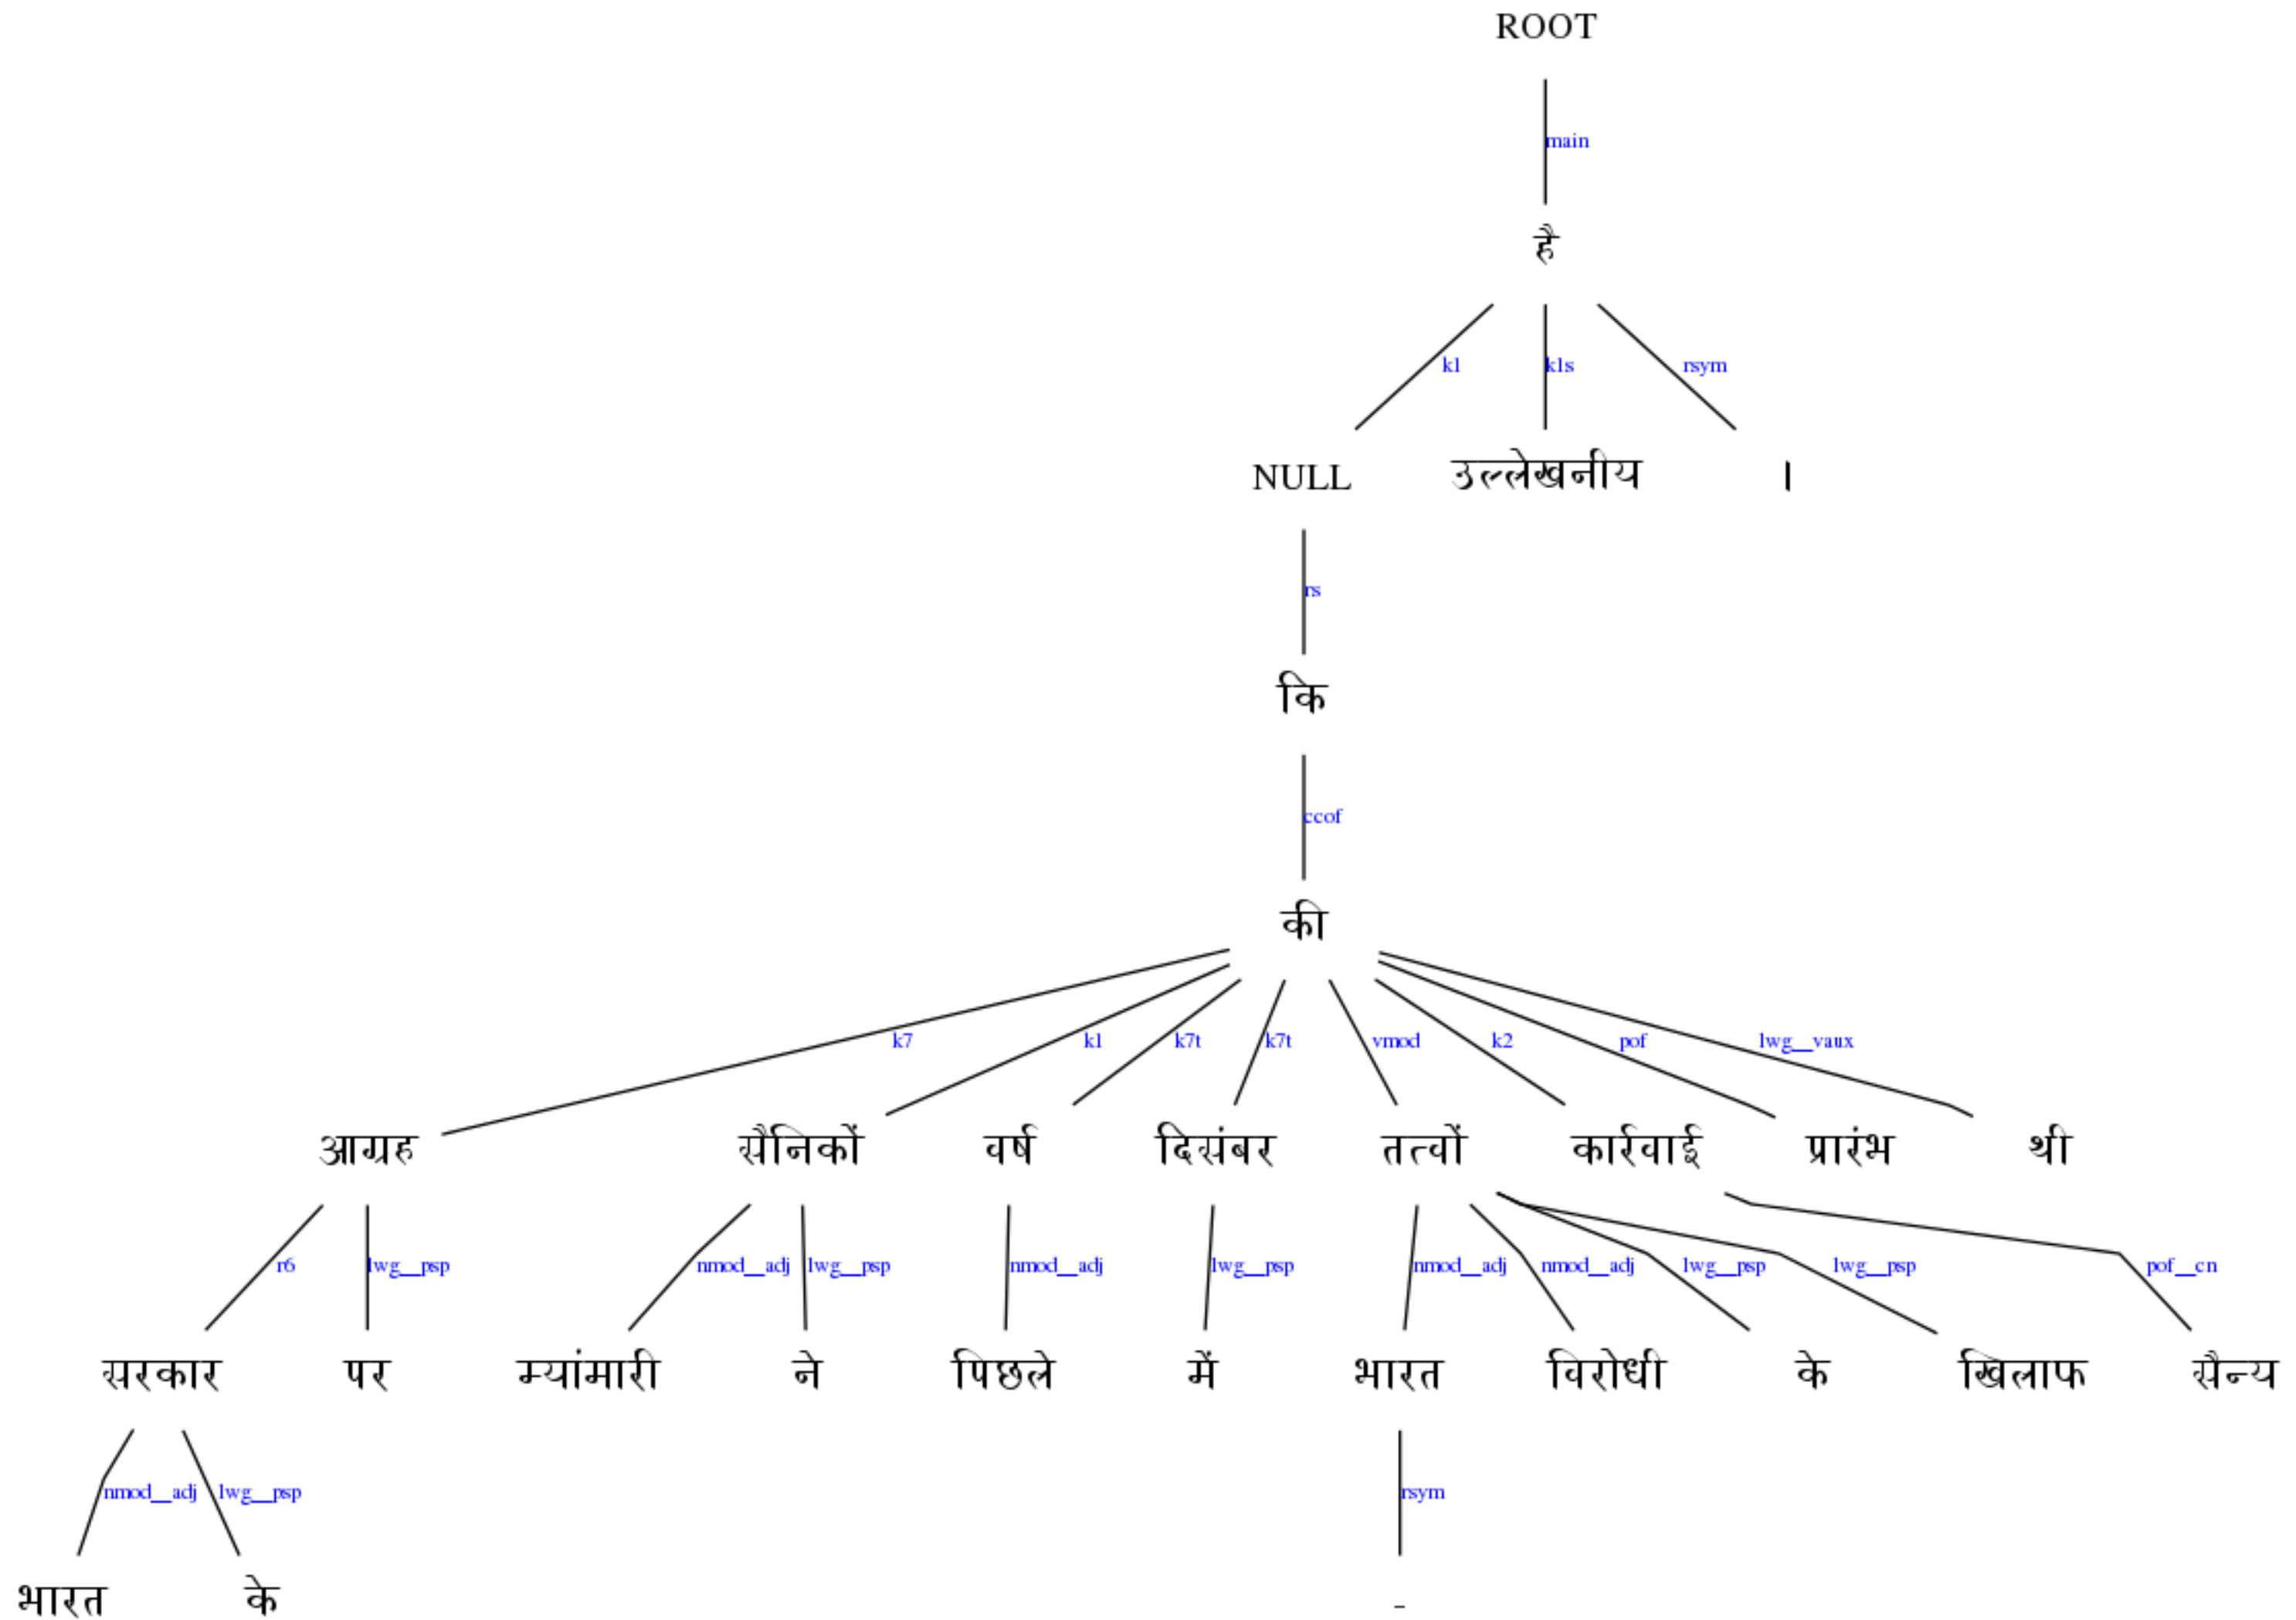 ROOT
main
है
k1 k1s rsym
NULL उल्लेखनीय ।
rs
कि
ccof
की
k7 k1 k7t k7t vmod k2 pof lwg__vaux
आग्रह सैनिकों वर्ष दिसंबर तत्वों कार्रवाई प्रारंभ थी
r6 lwg__psp nmod__adj lwg__psp nmod__adj lwg__psp nmod__adj nmod__adj lwg__psp lwg__psp pof__cn
सरकार पर म्यांमारी ने पिछले में भारत विरोधी के खिलाफ सैन्य
nmod__adj lwg__psp rsym
भारत के -